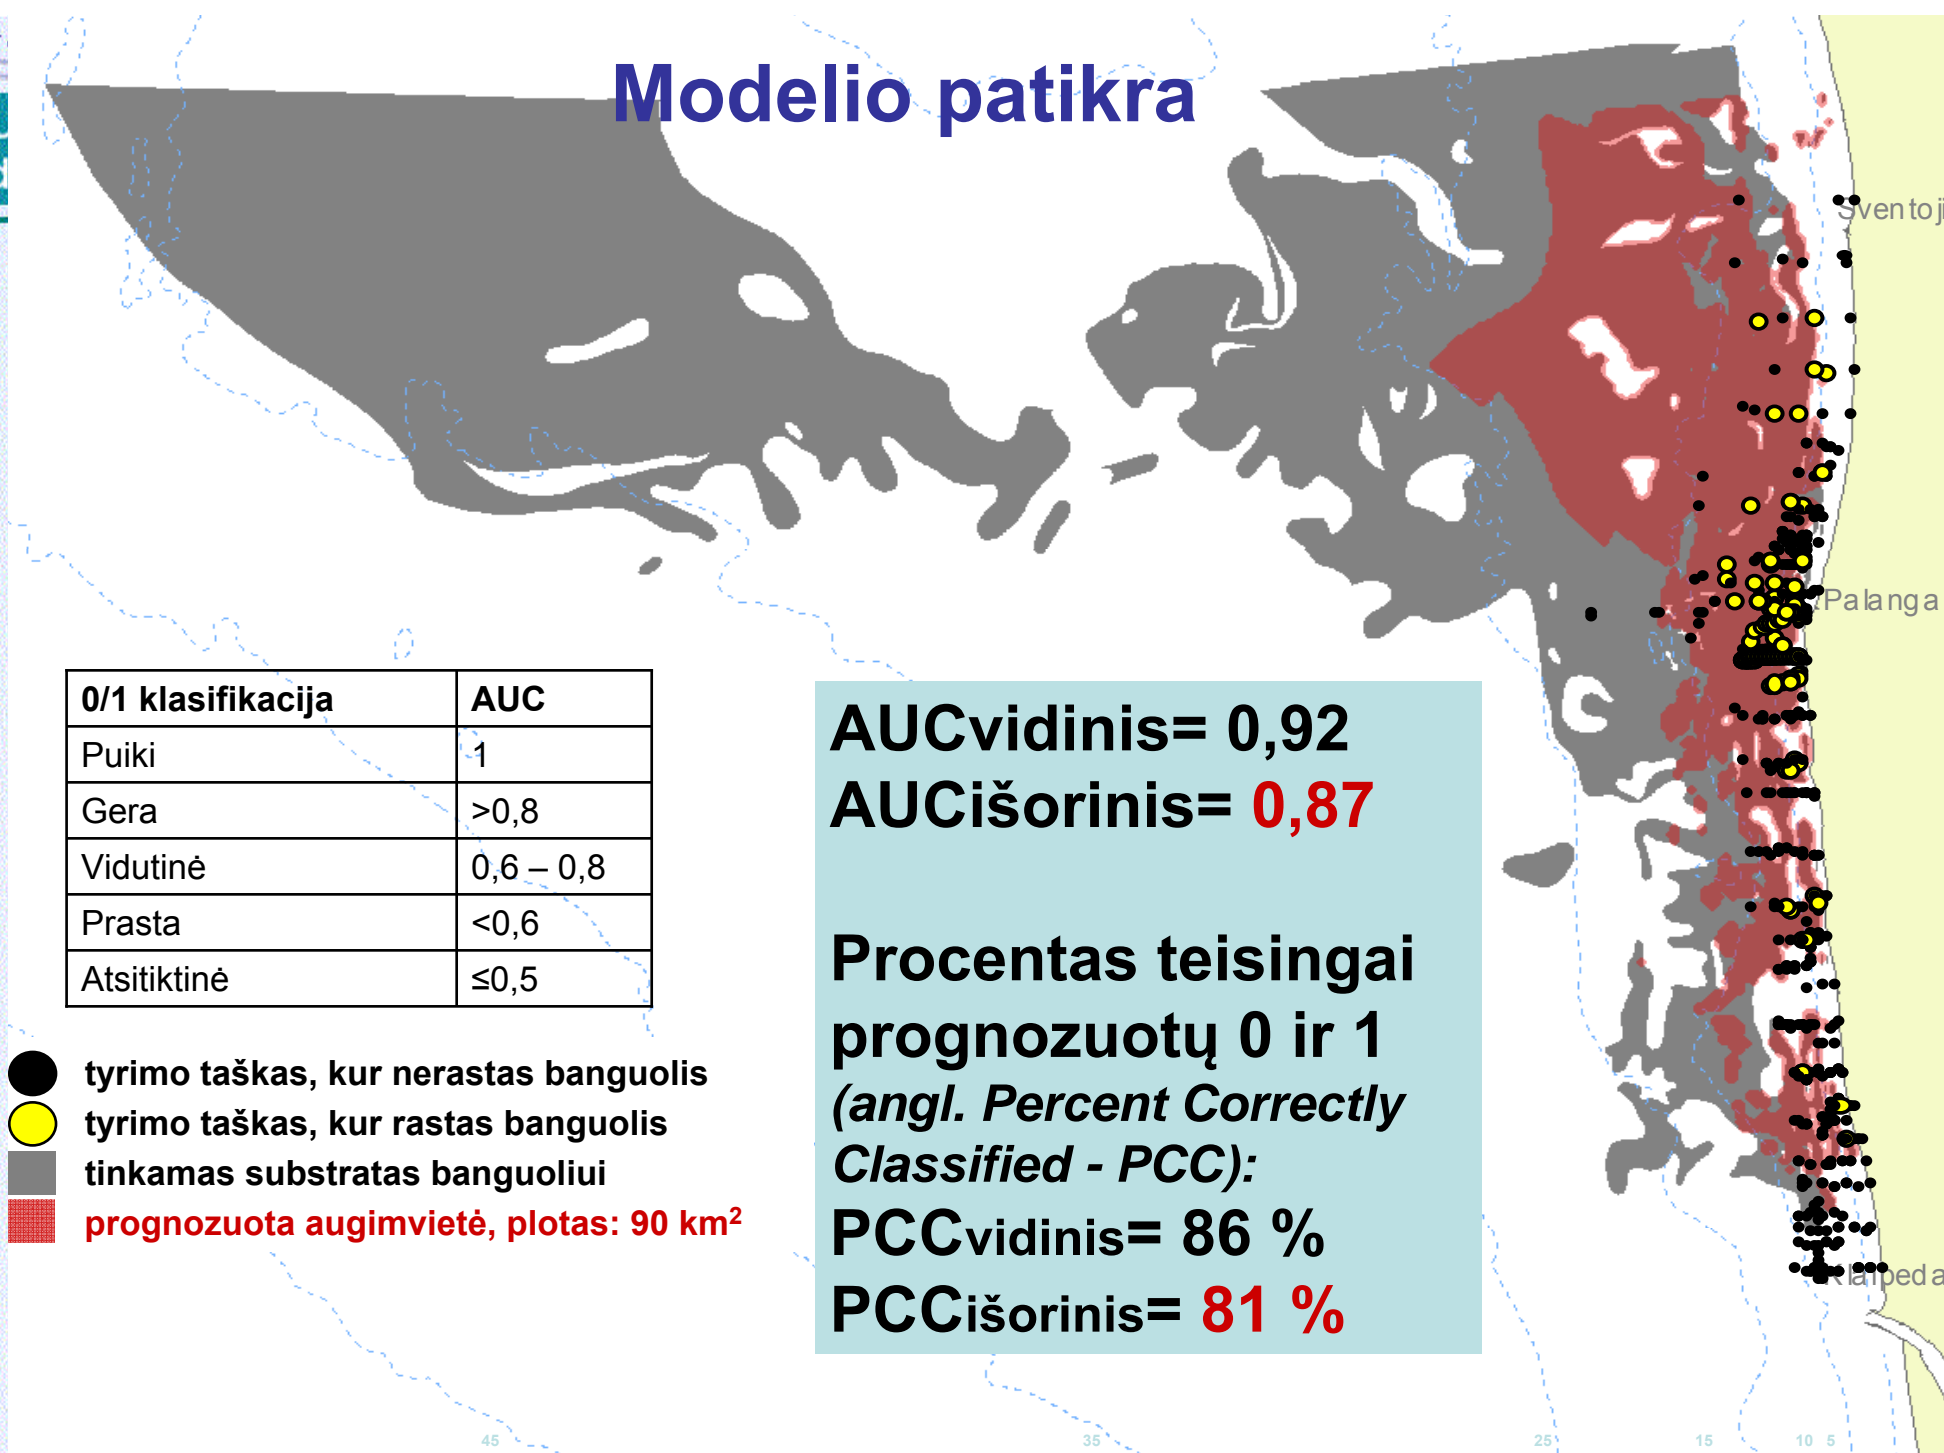 Modelio patikra
Šventoji
Palanga
0/1 klasifikacija AUC
Puiki 1
Gera >0,8
Vidutinė 0,6 – 0,8
Prasta <0,6
Atsitiktinė ≤0,5
AUCvidinis= 0,92
AUCišorinis= 0,87
Procentas teisingai
prognozuotų 0 ir 1
(angl. Percent Correctly
Classified - PCC):
PCCvidinis= 86 %
PCCišorinis= 81 %
tyrimo taškas, kur nerastas banguolis
tyrimo taškas, kur rastas banguolis
tinkamas substratas banguoliui
prognozuota augimvietė, plotas: 90 km²
Klaipeda
45 35 25 15 10 5